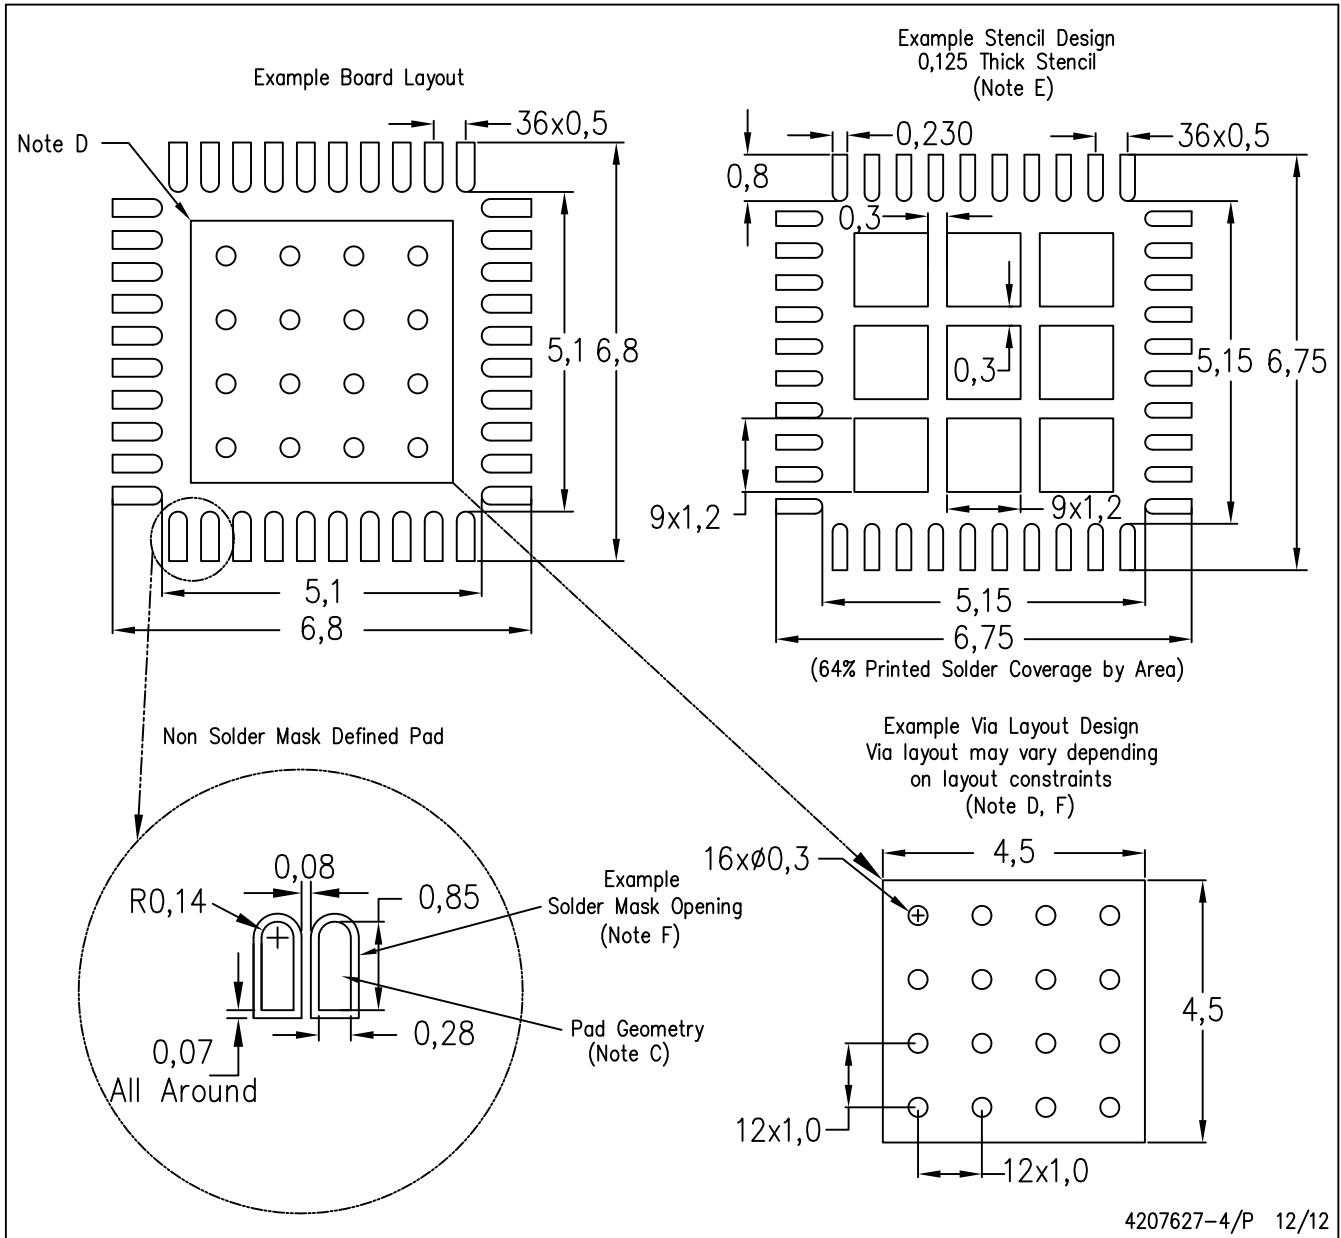 Example Board Layout
Note D
36x0,5
5,1
6,8
5,1
6,8
Example Stencil Design
0,125 Thick Stencil
(Note E)
0,230
36x0,5
0,8
0,3
0,3
5,15
6,75
9x1,2
9x1,2
5,15
6,75
(64% Printed Solder Coverage by Area)
Non Solder Mask Defined Pad
0,08
R0,14
0,85
Example
Solder Mask Opening
(Note F)
0,28
Pad Geometry
(Note C)
0,07
All Around
Example Via Layout Design
Via layout may vary depending
on layout constraints
(Note D, F)
16xø0,3
4,5
4,5
12x1,0
12x1,0
4207627-4/P 12/12